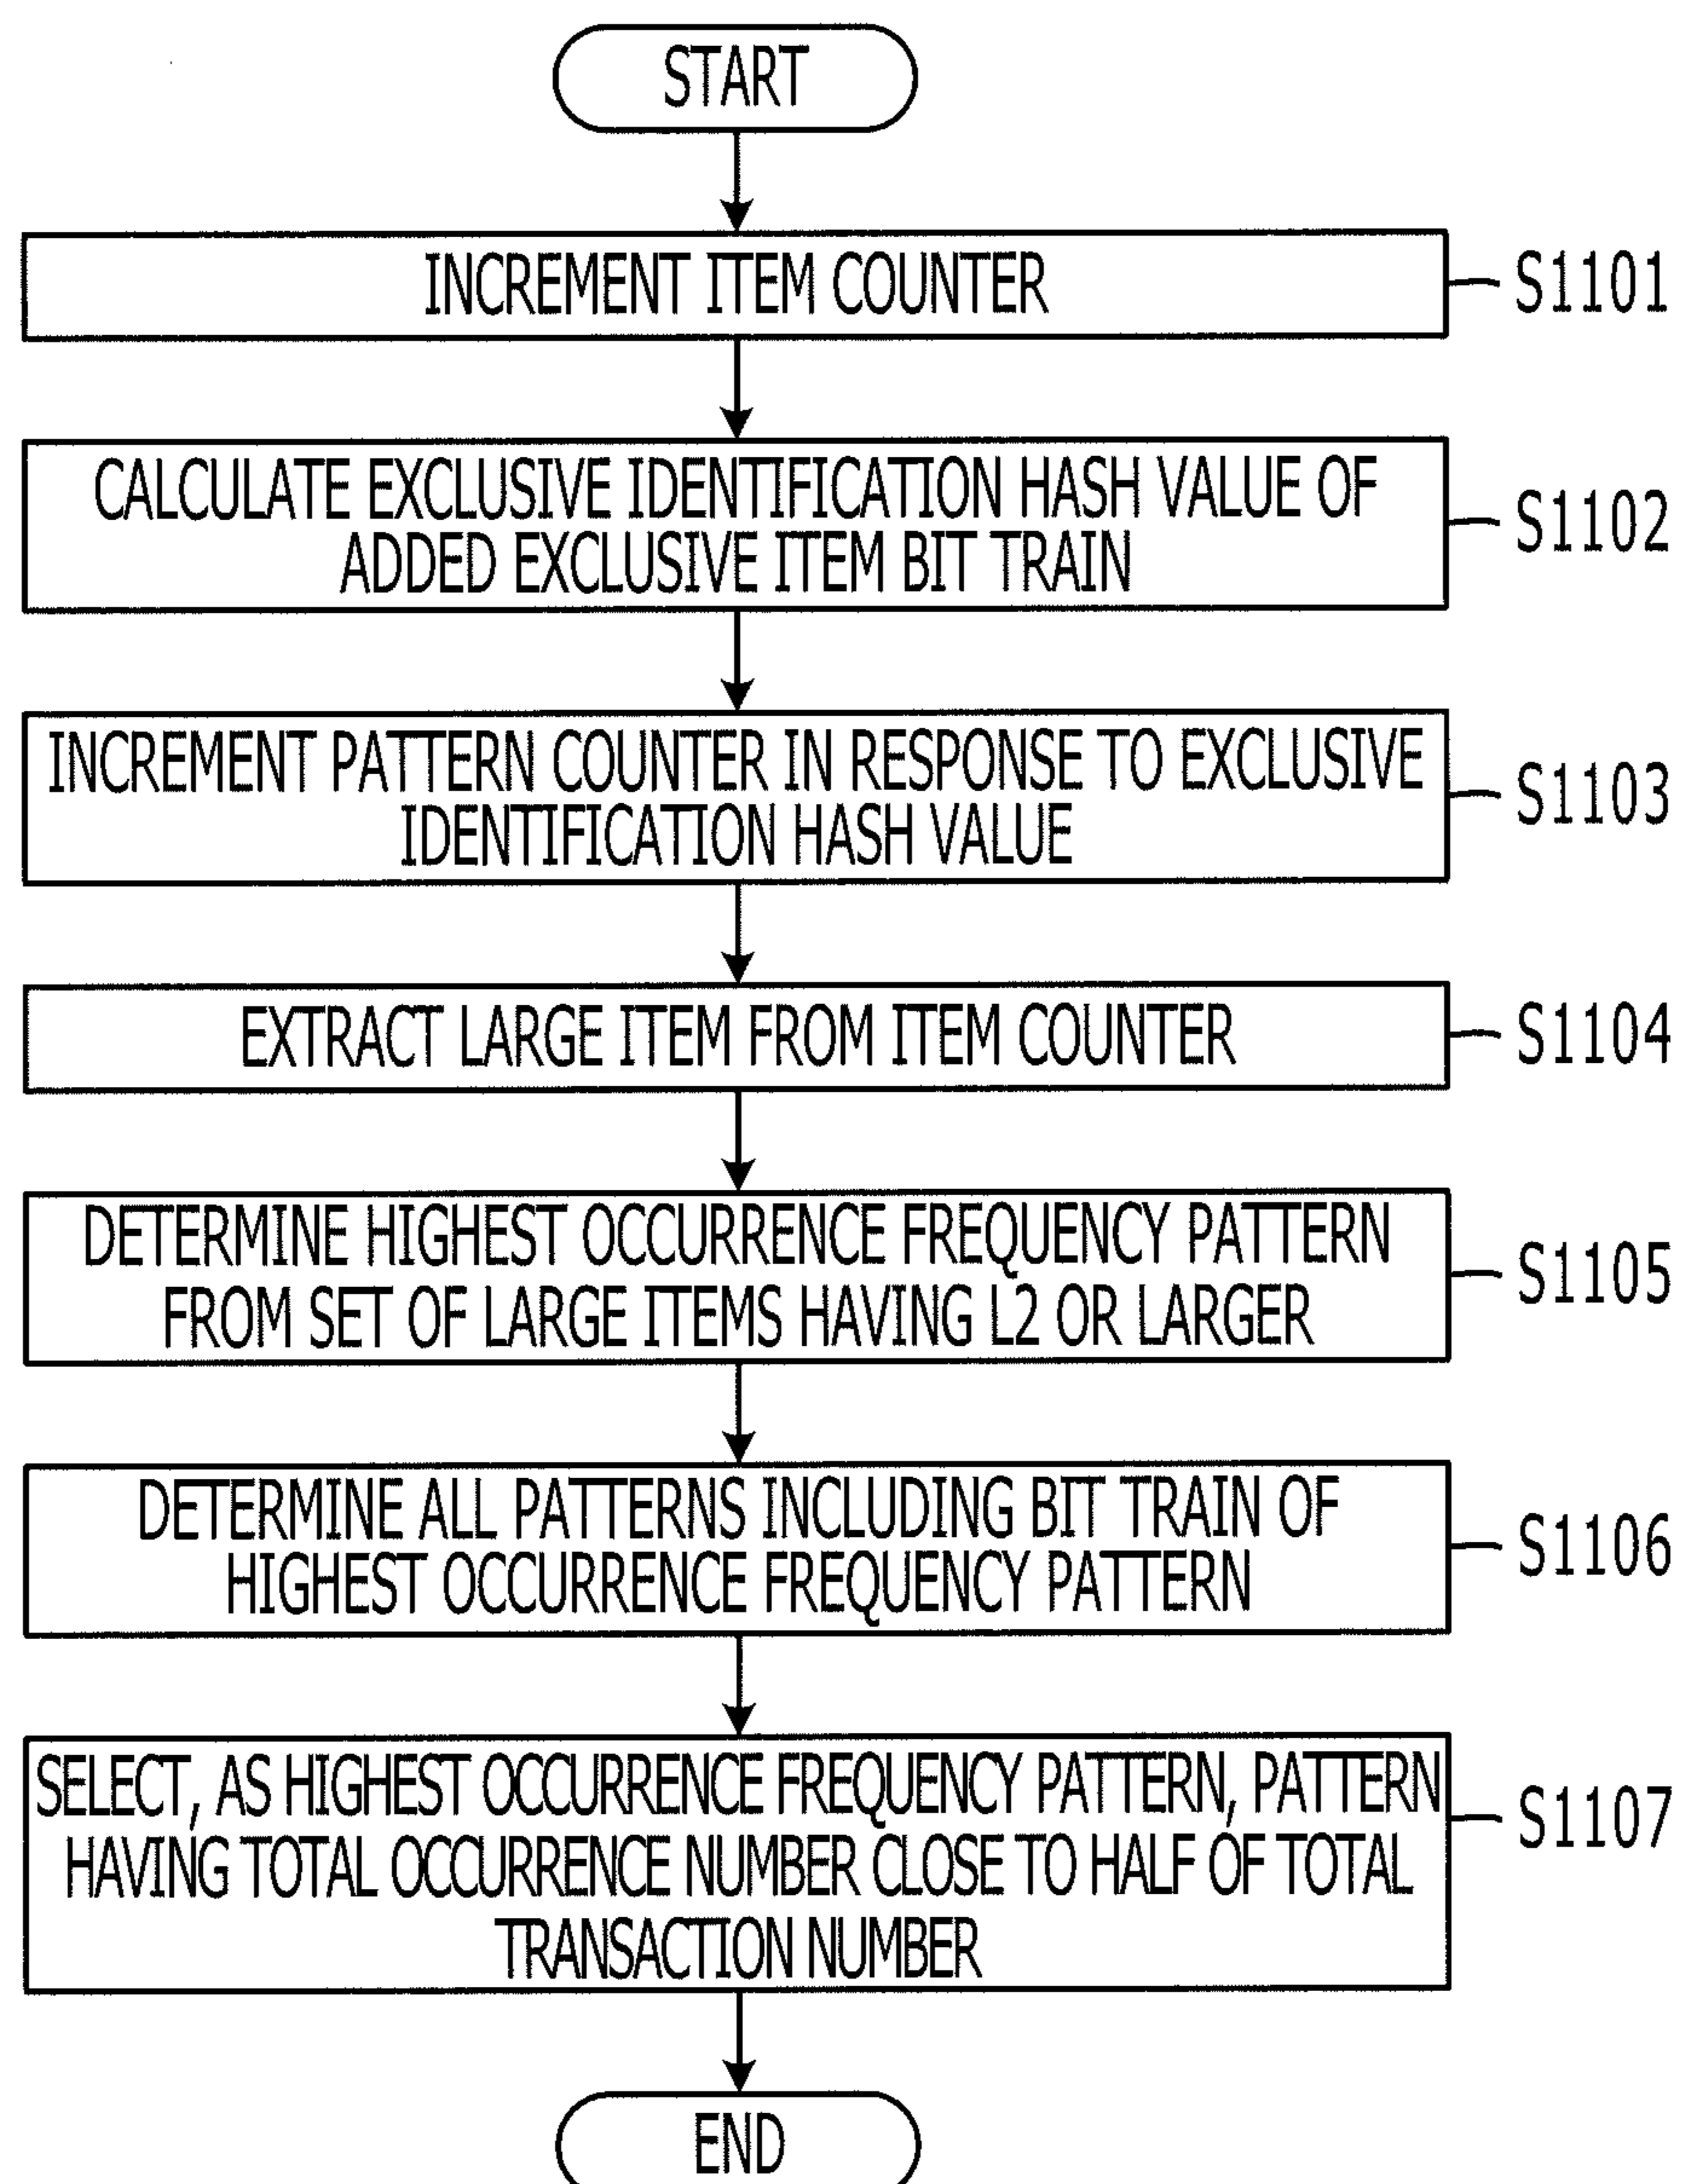 START
INCREMENT ITEM COUNTER
S1101
CALCULATE EXCLUSIVE IDENTIFICATION HASH VALUE OF
ADDED EXCLUSIVE ITEM BIT TRAIN
S1102
INCREMENT PATTERN COUNTER IN RESPONSE TO EXCLUSIVE
IDENTIFICATION HASH VALUE
S1103
EXTRACT LARGE ITEM FROM ITEM COUNTER
S1104
DETERMINE HIGHEST OCCURRENCE FREQUENCY PATTERN
FROM SET OF LARGE ITEMS HAVING L2 OR LARGER
S1105
DETERMINE ALL PATTERNS INCLUDING BIT TRAIN OF
HIGHEST OCCURRENCE FREQUENCY PATTERN
S1106
SELECT, AS HIGHEST OCCURRENCE FREQUENCY PATTERN, PATTERN
HAVING TOTAL OCCURRENCE NUMBER CLOSE TO HALF OF TOTAL
TRANSACTION NUMBER
S1107
END